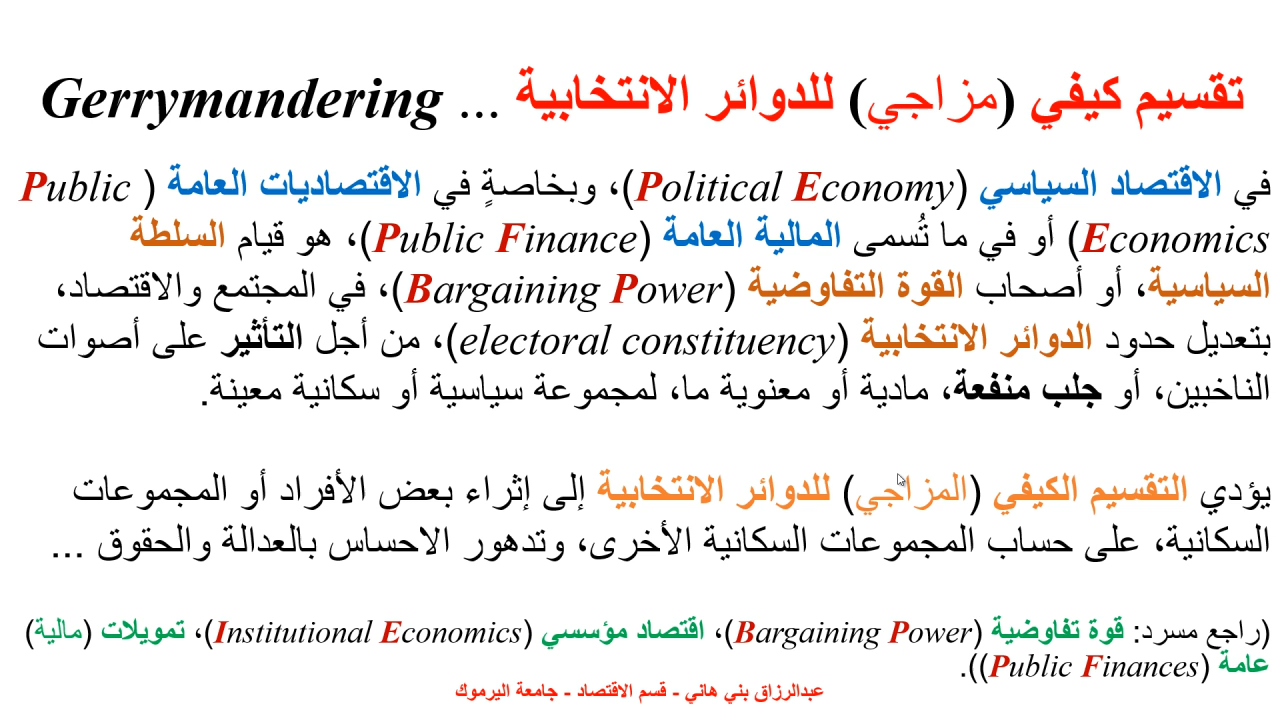 تقسيم كيفي (مزاجي) للدوائر الانتخابية ... Gerrymandering
في الاقتصاد السياسي (Political Economy)، وبخاصةٍ في الاقتصاديات العامة (Public
Economics) أو في ما تُسمى المالية العامة (Public Finance)، هو قيام السلطة
السياسية، أو أصحاب القوة التفاوضية (Bargaining Power)، في المجتمع والاقتصاد،
بتعديل حدود الدوائر الانتخابية (electoral constituency)، من أجل التأثير على أصوات
الناخبين، أو جلب منفعة، مادية أو معنوية ما، لمجموعة سياسية أو سكانية معينة.
يؤدي التقسيم الكيفي (المزاجي) للدوائر الانتخابية إلى إثراء بعض الأفراد أو المجموعات
السكانية، على حساب المجموعات السكانية الأخرى، وتدهور الاحساس بالعدالة والحقوق ...
(راجع مسرد: قوة تفاوضية (Bargaining Power)، اقتصاد مؤسسي (Institutional Economics)، تمويلات (مالية)
عامة (Public Finances)).
عبدالرزاق بني هاني - قسم الاقتصاد - جامعة اليرموك